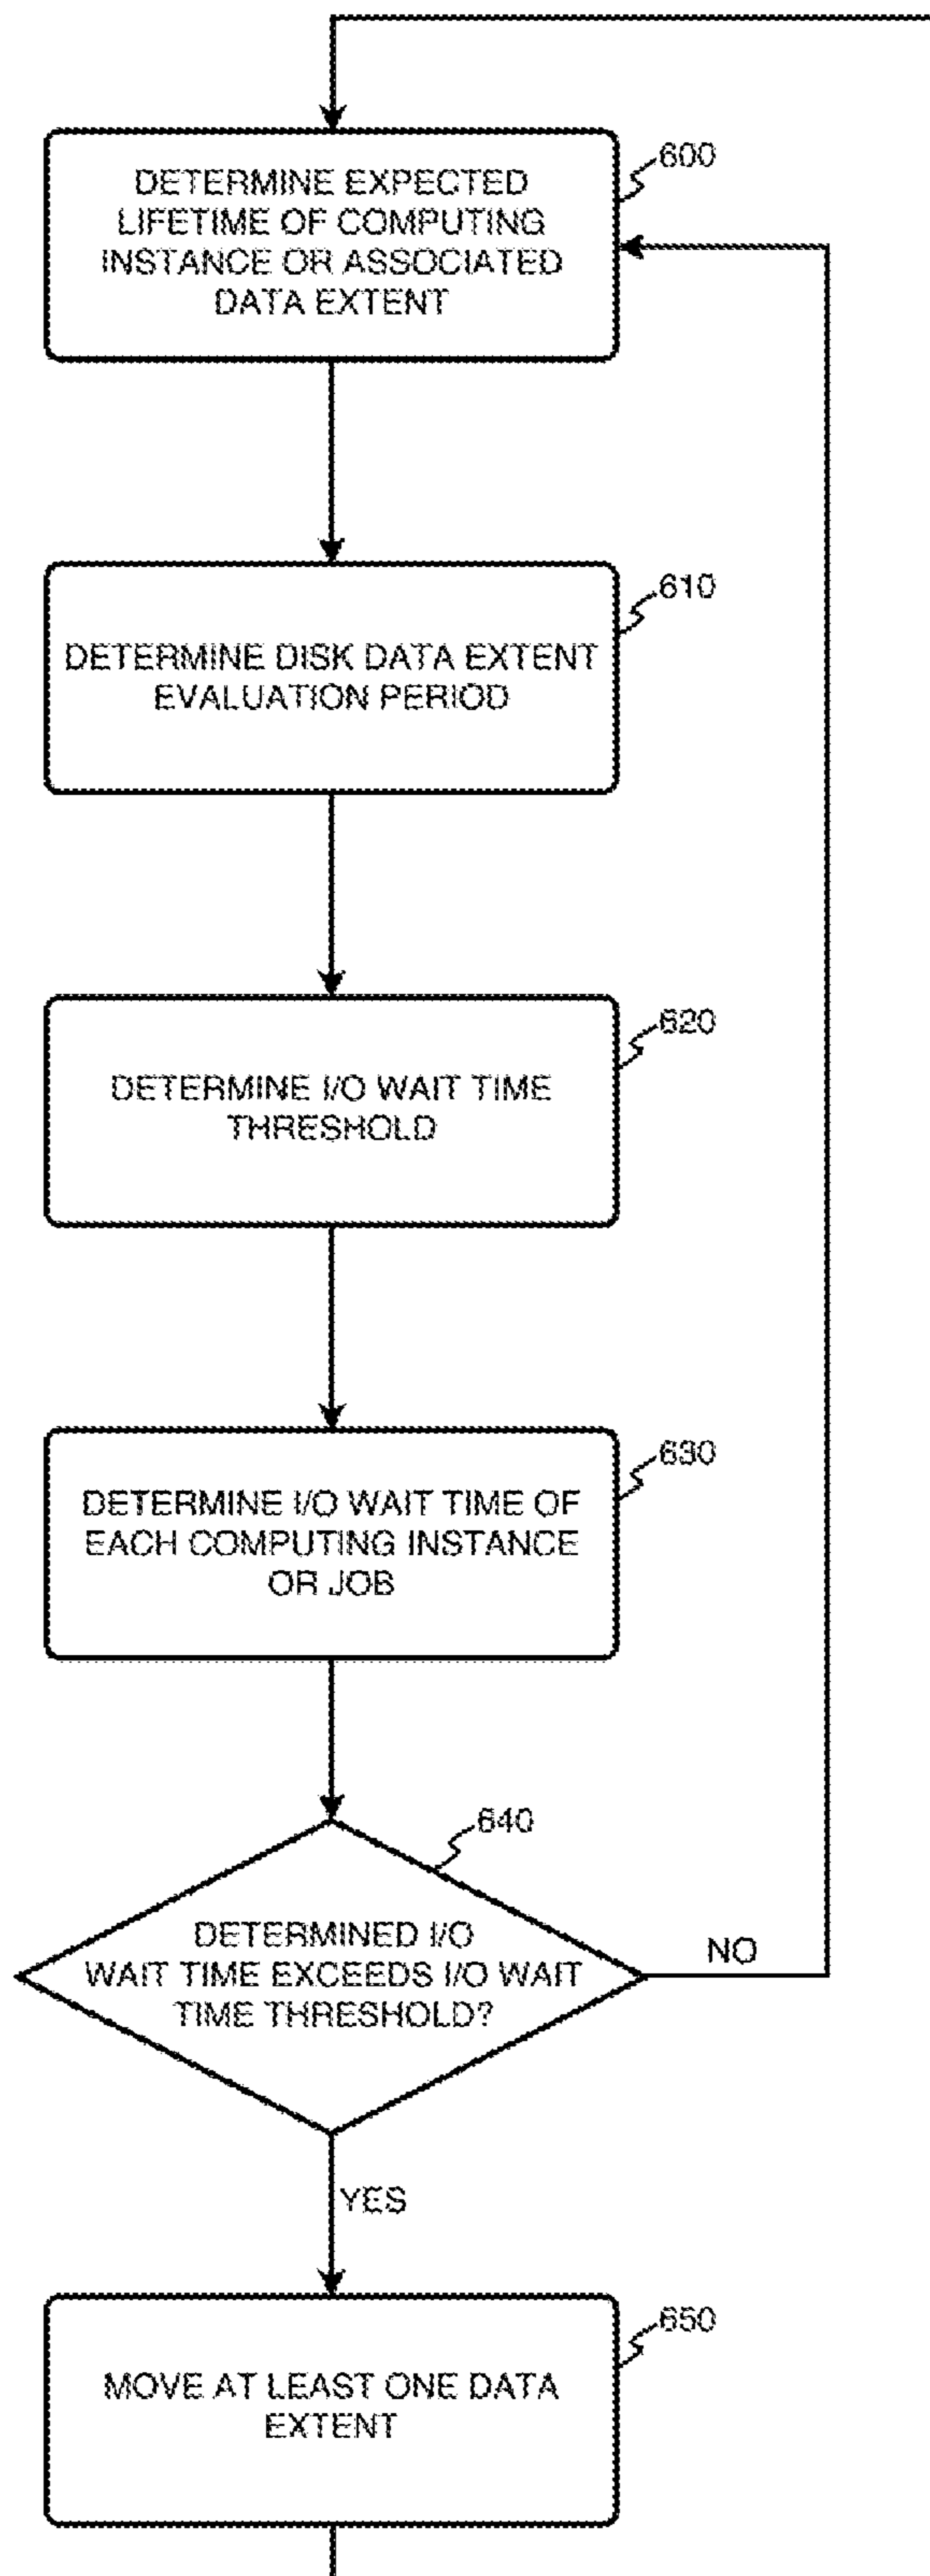 600
DETERMINE EXPECTED
LIFETIME OF COMPUTING
INSTANCE OR ASSOCIATED
DATA EXTENT
610
DETERMINE DISK DATA EXTENT
EVALUATION PERIOD
620
DETERMINE I/O WAIT TIME
THRESHOLD
630
DETERMINE I/O WAIT TIME OF
EACH COMPUTING INSTANCE
OR JOB
640
DETERMINED I/O
WAIT TIME EXCEEDS I/O WAIT
TIME THRESHOLD?
NO
YES
650
MOVE AT LEAST ONE DATA
EXTENT